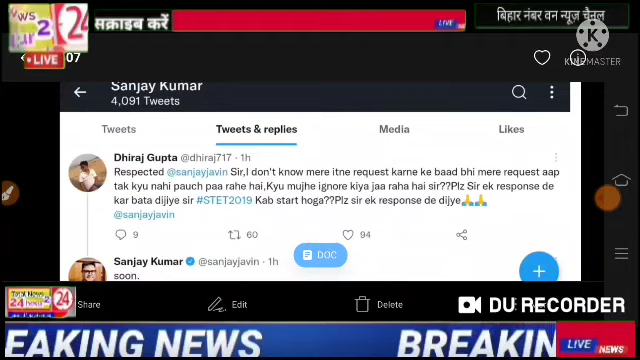 सब्सक्राइब करें
LIVE
बिहार नंबर वन न्यूज़ चैनल
24
2
LIVE
07
KINEMASTER
Sanjay Kumar
4,091 Tweets
Tweets
Tweets & replies
Media
Likes
Dhiraj Gupta @dhiraj717 · 1h
Respected @sanjayjavin Sir,I don't know mere itne request karne ke baad bhi mere request aap
tak kyu nahi pauch paa rahe hai,Kyu mujhe ignore kiya jaa raha hai sir??Plz Sir ek response de
kar bata dijiye sir #STET2019 Kab start hoga??Plz sir ek response de dijye🙏🙏
@sanjayjavin
9
60
94
DOC
Sanjay Kumar @sanjayjavin · 1h
soon.
24
2
24
Share
Edit
Delete
DU RECORDER
EAKING NEWS
BREAKIN
LIVE
NEWS